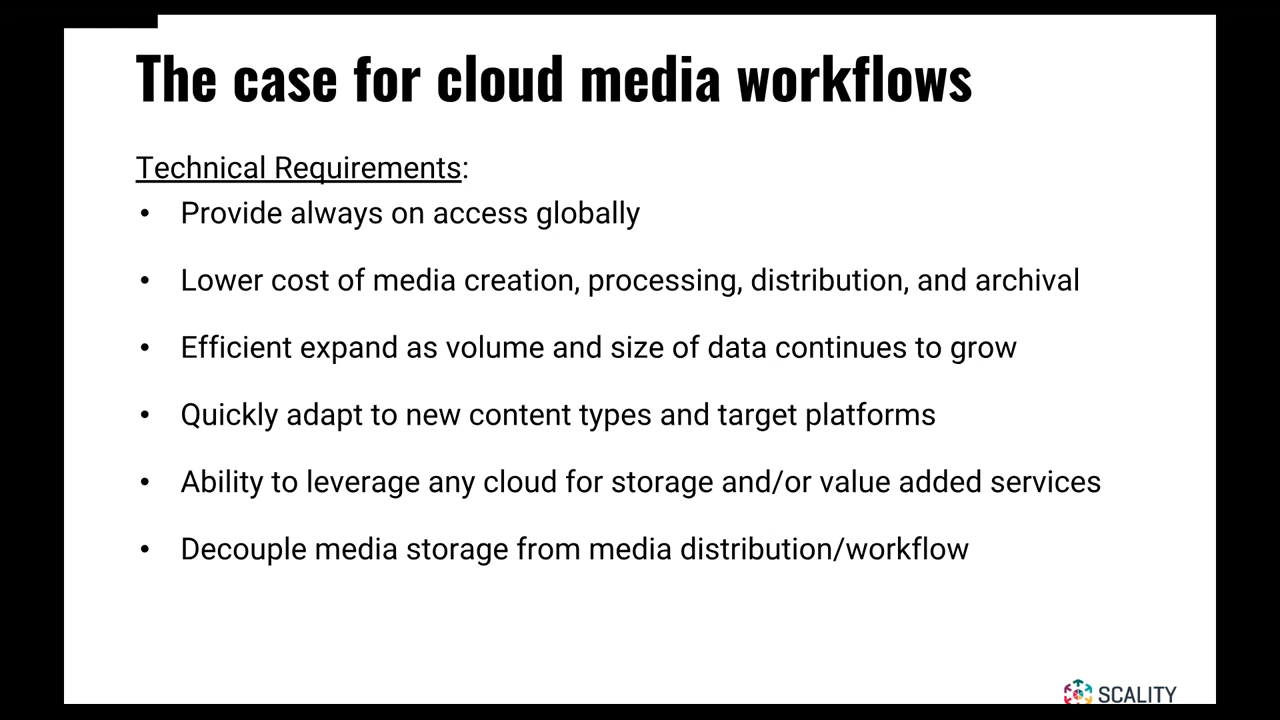 The case for cloud media workflows
Technical Requirements:
• Provide always on access globally
• Lower cost of media creation, processing, distribution, and archival
• Efficient expand as volume and size of data continues to grow
• Quickly adapt to new content types and target platforms
• Ability to leverage any cloud for storage and/or value added services
• Decouple media storage from media distribution/workflow
SCALITY